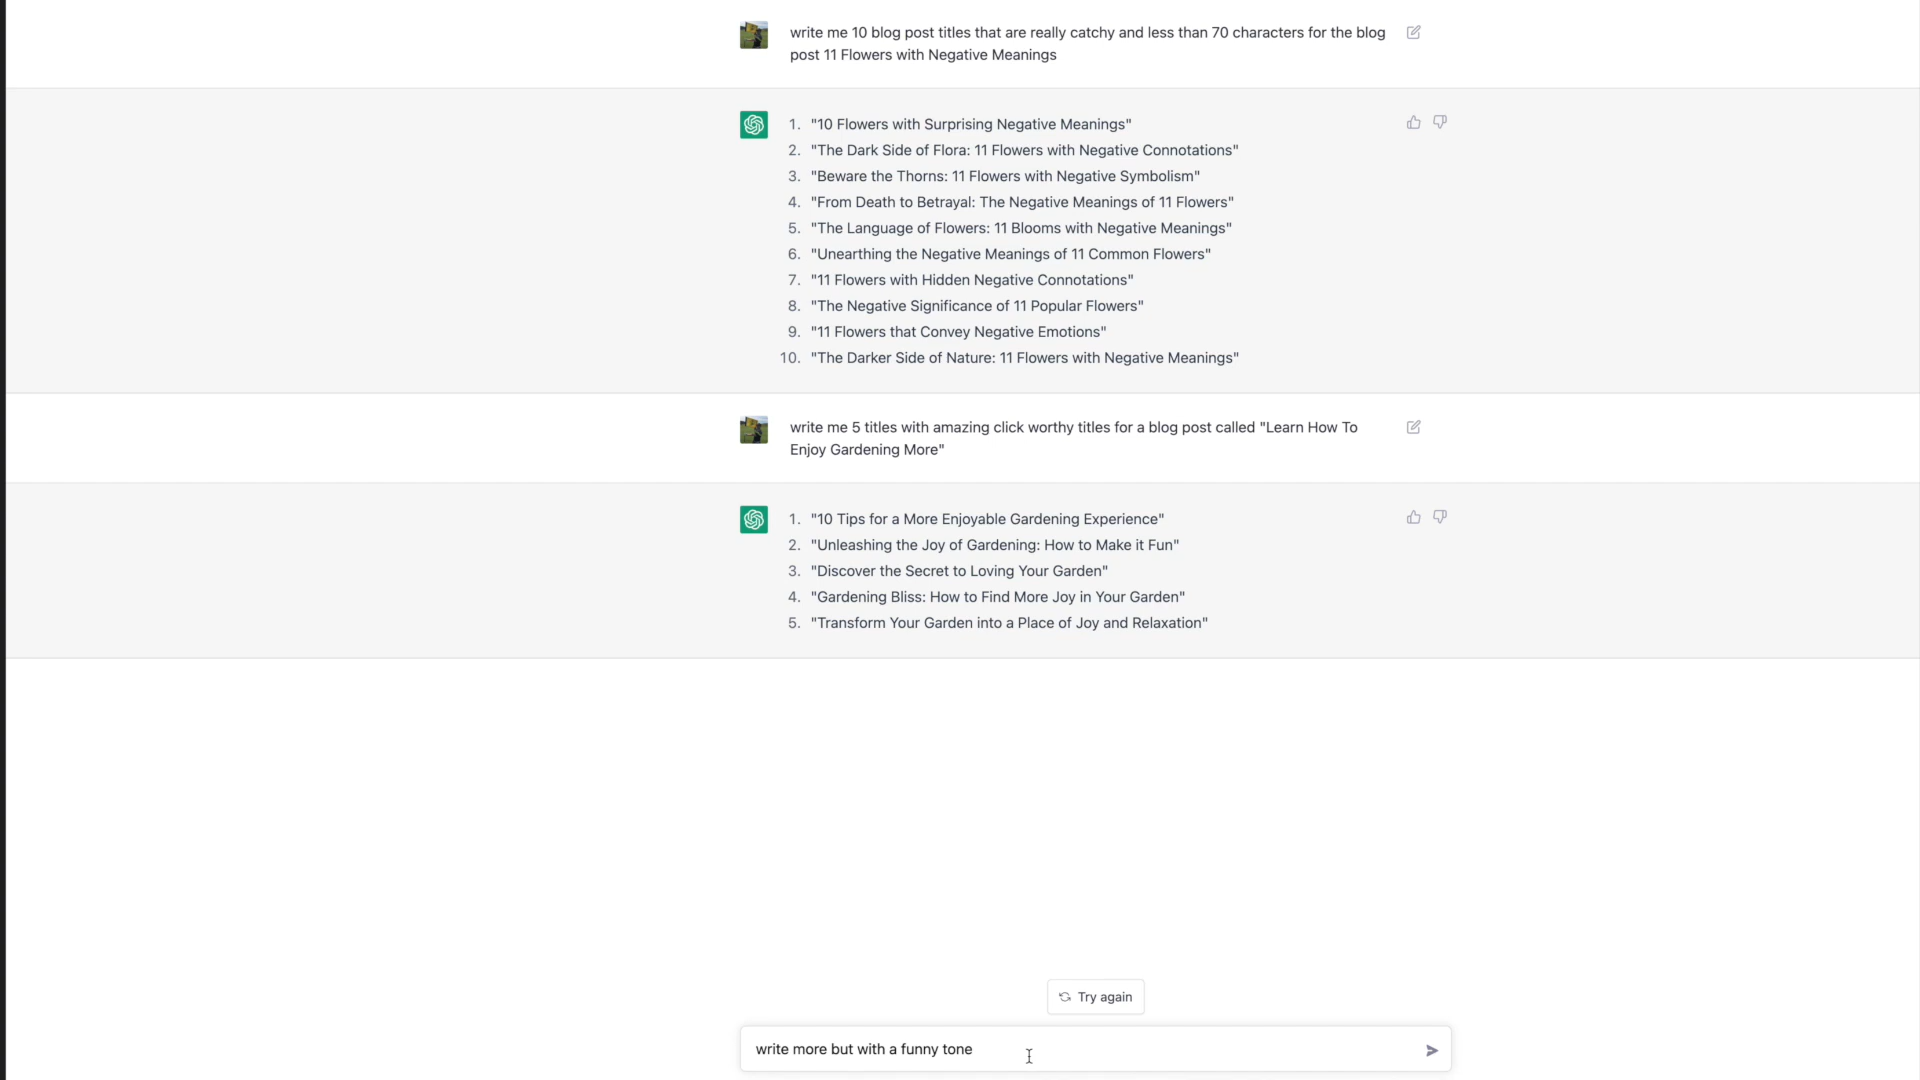 write me 10 blog post titles that are really catchy and less than 70 characters for the blog
post 11 Flowers with Negative Meanings
1. "10 Flowers with Surprising Negative Meanings"
2. "The Dark Side of Flora: 11 Flowers with Negative Connotations"
3. "Beware the Thorns: 11 Flowers with Negative Symbolism"
4. "From Death to Betrayal: The Negative Meanings of 11 Flowers"
5. "The Language of Flowers: 11 Blooms with Negative Meanings"
6. "Unearthing the Negative Meanings of 11 Common Flowers"
7. "11 Flowers with Hidden Negative Connotations"
8. "The Negative Significance of 11 Popular Flowers"
9. "11 Flowers that Convey Negative Emotions"
10. "The Darker Side of Nature: 11 Flowers with Negative Meanings"
write me 5 titles with amazing click worthy titles for a blog post called "Learn How To
Enjoy Gardening More"
1. "10 Tips for a More Enjoyable Gardening Experience"
2. "Unleashing the Joy of Gardening: How to Make it Fun"
3. "Discover the Secret to Loving Your Garden"
4. "Gardening Bliss: How to Find More Joy in Your Garden"
5. "Transform Your Garden into a Place of Joy and Relaxation"
Try again
write more but with a funny tone